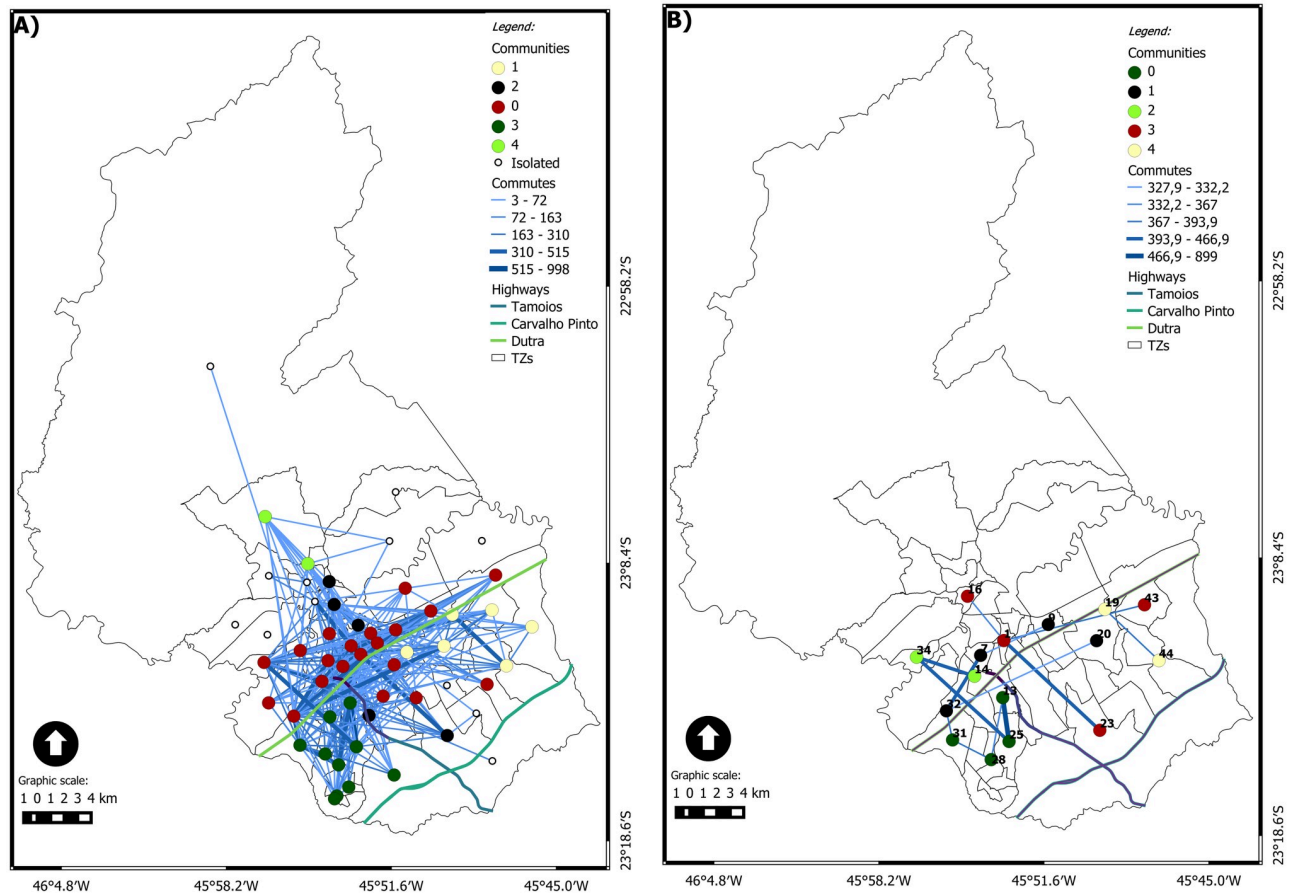 A)
Legend:
Communities
1
2
0
3
4
Isolated
Commutes
3 - 72
72 - 163
163 - 310
310 - 515
515 - 998
Highways
Tamoios
Carvalho Pinto
Dutra
TZs
22°58.2'S
23°8.4'S
23°18.6'S
Graphic scale:
1 0 1 2 3 4 km
46°4.8'W 45°58.2'W 45°51.6'W 45°45.0'W
B)
Legend:
Communities
0
1
2
3
4
Commutes
327,9 - 332,2
332,2 - 367
367 - 393,9
393,9 - 466,9
466,9 - 899
Highways
Tamoios
Carvalho Pinto
Dutra
TZs
22°58.2'S
16
19
43
9
1
20
7
34
44
14
13
23
31
25
28
23°8.4'S
23°18.6'S
Graphic scale:
1 0 1 2 3 4 km
46°4.8'W 45°58.2'W 45°51.6'W 45°45.0'W